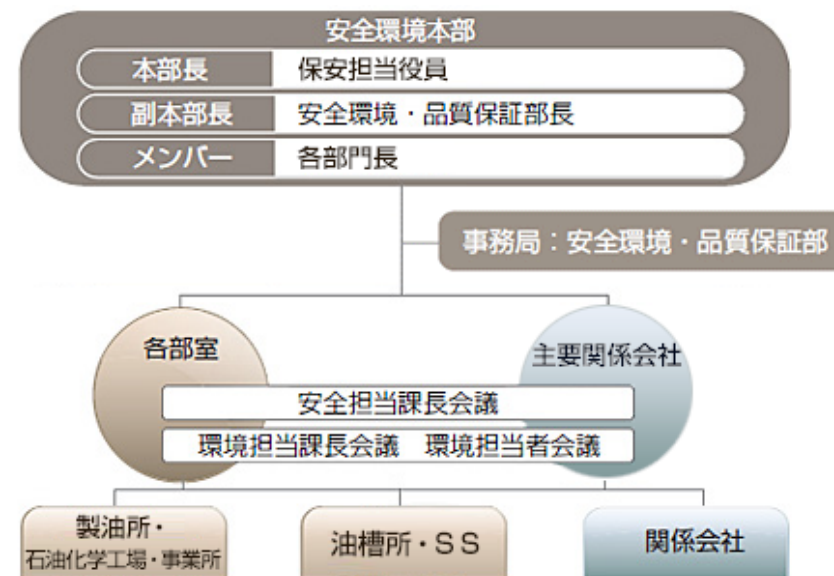 安全環境本部
本部長 保安担当役員
副本部長 安全環境・品質保証部長
メンバー 各部門長
事務局：安全環境・品質保証部
各部室
主要関係会社
安全担当課長会議
環境担当課長会議 環境担当者会議
製油所・
石油化学工場・事業所
油槽所・SS
関係会社